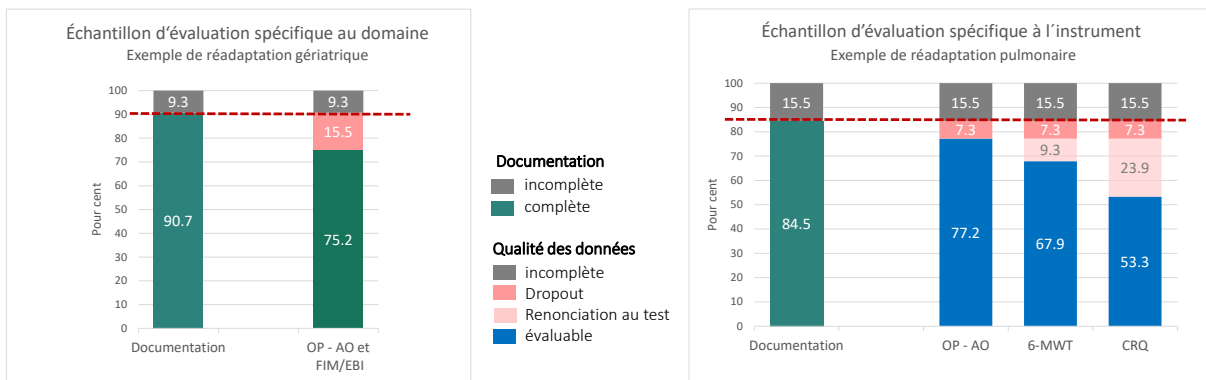 Échantillon d‘évaluation spécifique au domaine
Exemple de réadaptation gériatrique
Pour cent
100
90
80
70
60
50
40
30
20
10
0
9.3
90.7
9.3
15.5
75.2
Documentation
OP - AO et
FIM/EBI
Documentation
incomplète
complète
Qualité des données
incomplète
Dropout
Renonciation au test
évaluable
Échantillon d’évaluation spécifique à l´instrument
Exemple de réadaptation pulmonaire
Pour cent
100
90
80
70
60
50
40
30
20
10
0
15.5
84.5
15.5
7.3
77.2
15.5
7.3
9.3
67.9
15.5
7.3
23.9
53.3
Documentation
OP - AO
6-MWT
CRQ